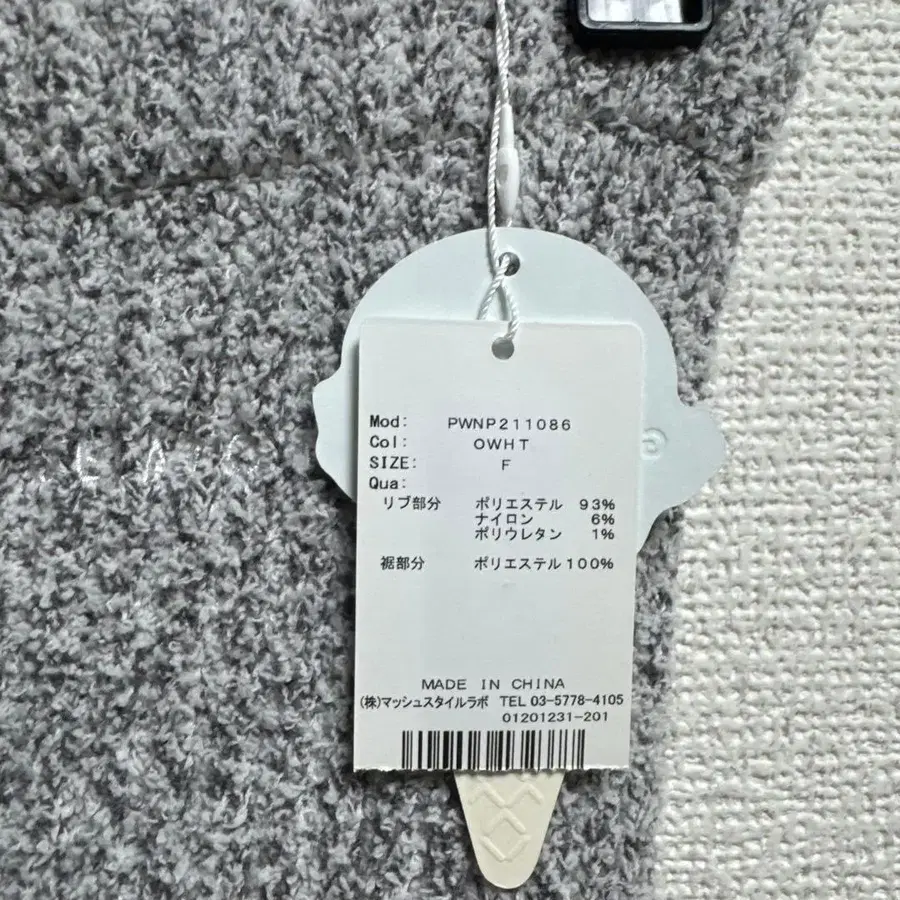 Mod: PWNP211086
Col: OWHT
SIZE: F
Qua:
リブ部分 ポリエステル 93%
ナイロン 6%
ポリウレタン 1%
裾部分 ポリエステル100%
MADE IN CHINA
(株)マッシュスタイルラボ TEL 03-5778-4105
01201231-201